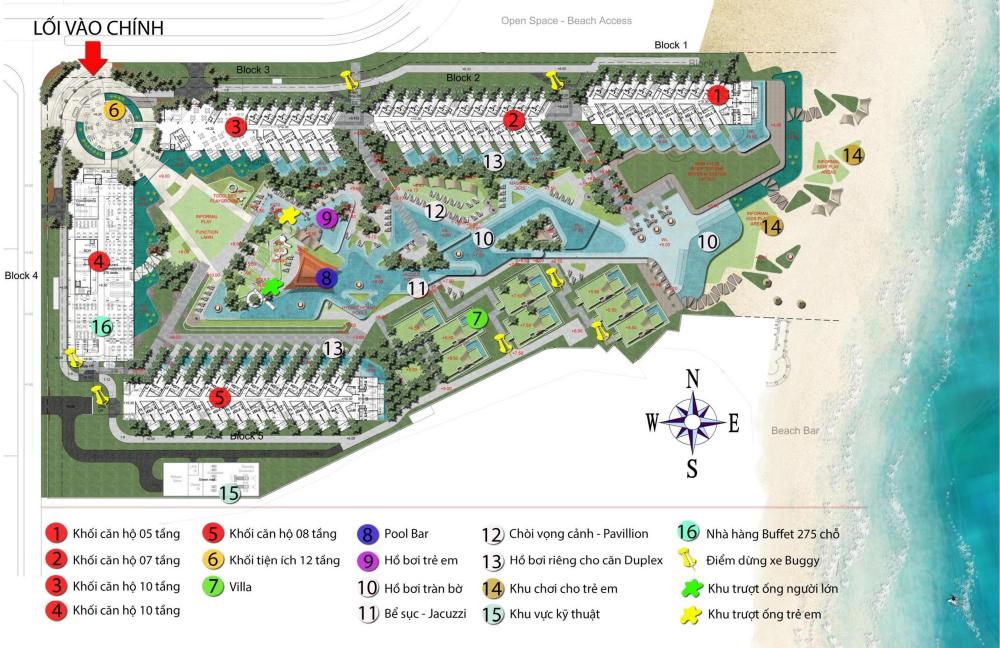 LỐI VÀO CHÍNH
Open Space - Beach Access
Block 1
Block 3
Block 2
Block 1
6
3
2
1
13
14
TODDLERS
PLAYGROUND
INFORMAL
PLAY
FUNCTION
LAWN
9
12
10
10
14
INFORMAL
KIDS PLAY
AREAS
Block 4
4
8
11
16
7
13
5
Block 5
15
N
W
E
S
Beach Bar
1 Khối căn hộ 05 tầng
2 Khối căn hộ 07 tầng
3 Khối căn hộ 10 tầng
4 Khối căn hộ 10 tầng
5 Khối căn hộ 08 tầng
6 Khối tiện ích 12 tầng
7 Villa
8 Pool Bar
9 Hồ bơi trẻ em
10 Hồ bơi tràn bờ
11 Bể sục - Jacuzzi
12 Chòi vọng cảnh - Pavillion
13 Hồ bơi riêng cho căn Duplex
14 Khu chơi cho trẻ em
15 Khu vực kỹ thuật
16 Nhà hàng Buffet 275 chỗ
Điểm dừng xe Buggy
Khu trượt ống người lớn
Khu trượt ống trẻ em